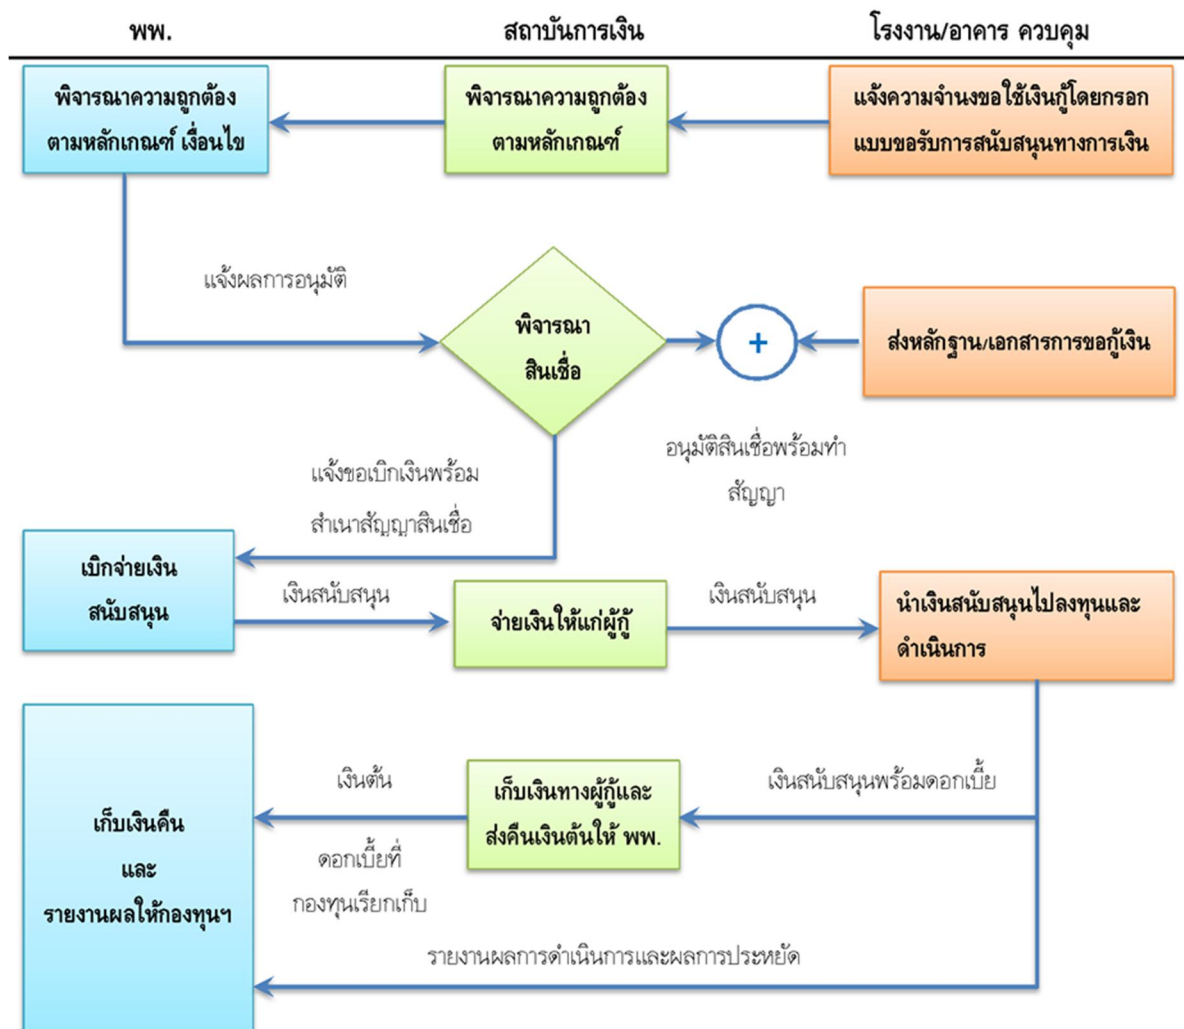 พพ.
สถาบันการเงิน
โรงงาน/อาคาร ควบคุม
พิจารณาความถูกต้อง
ตามหลักเกณฑ์ เงื่อนไข
พิจารณาความถูกต้อง
ตามหลักเกณฑ์
แจ้งความจำนงขอใช้เงินกู้โดยกรอก
แบบขอรับการสนับสนุนทางการเงิน
แจ้งผลการอนุมัติ
พิจารณา
สินเชื่อ
+
ส่งหลักฐาน/เอกสารการขอกู้เงิน
อนุมัติสินเชื่อพร้อมทำ
สัญญา
แจ้งขอเบิกเงินพร้อม
สำเนาสัญญาสินเชื่อ
เบิกจ่ายเงิน
สนับสนุน
เงินสนับสนุน
จ่ายเงินให้แก่ผู้กู้
เงินสนับสนุน
นำเงินสนับสนุนไปลงทุนและ
ดำเนินการ
เก็บเงินคืน
และ
รายงานผลให้กองทุนฯ
เงินต้น
ดอกเบี้ยที่
กองทุนเรียกเก็บ
เก็บเงินทางผู้กู้และ
ส่งคืนเงินต้นให้ พพ.
เงินสนับสนุนพร้อมดอกเบี้ย
รายงานผลการดำเนินการและผลการประหยัด